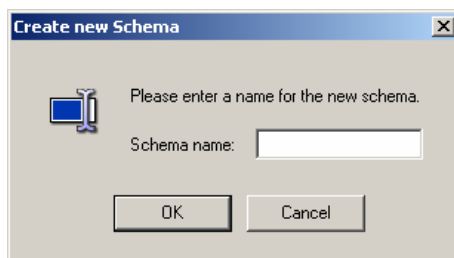 Create new Schema
Please enter a name for the new schema.
Schema name:
OK Cancel